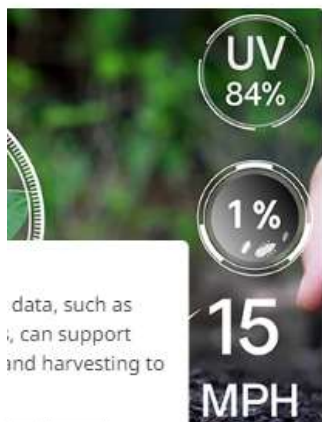 UV
84%
1%
data, such as
, can support
and harvesting to
15
MPH